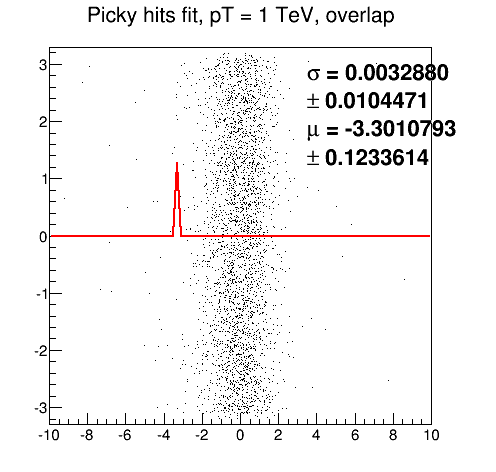 Picky hits fit, pT = 1 TeV, overlap
σ = 0.0032880
± 0.0104471
μ = -3.3010793
± 0.1233614
3
2
1
0
-1
-2
-3
-10 -8 -6 -4 -2 0 2 4 6 8 10